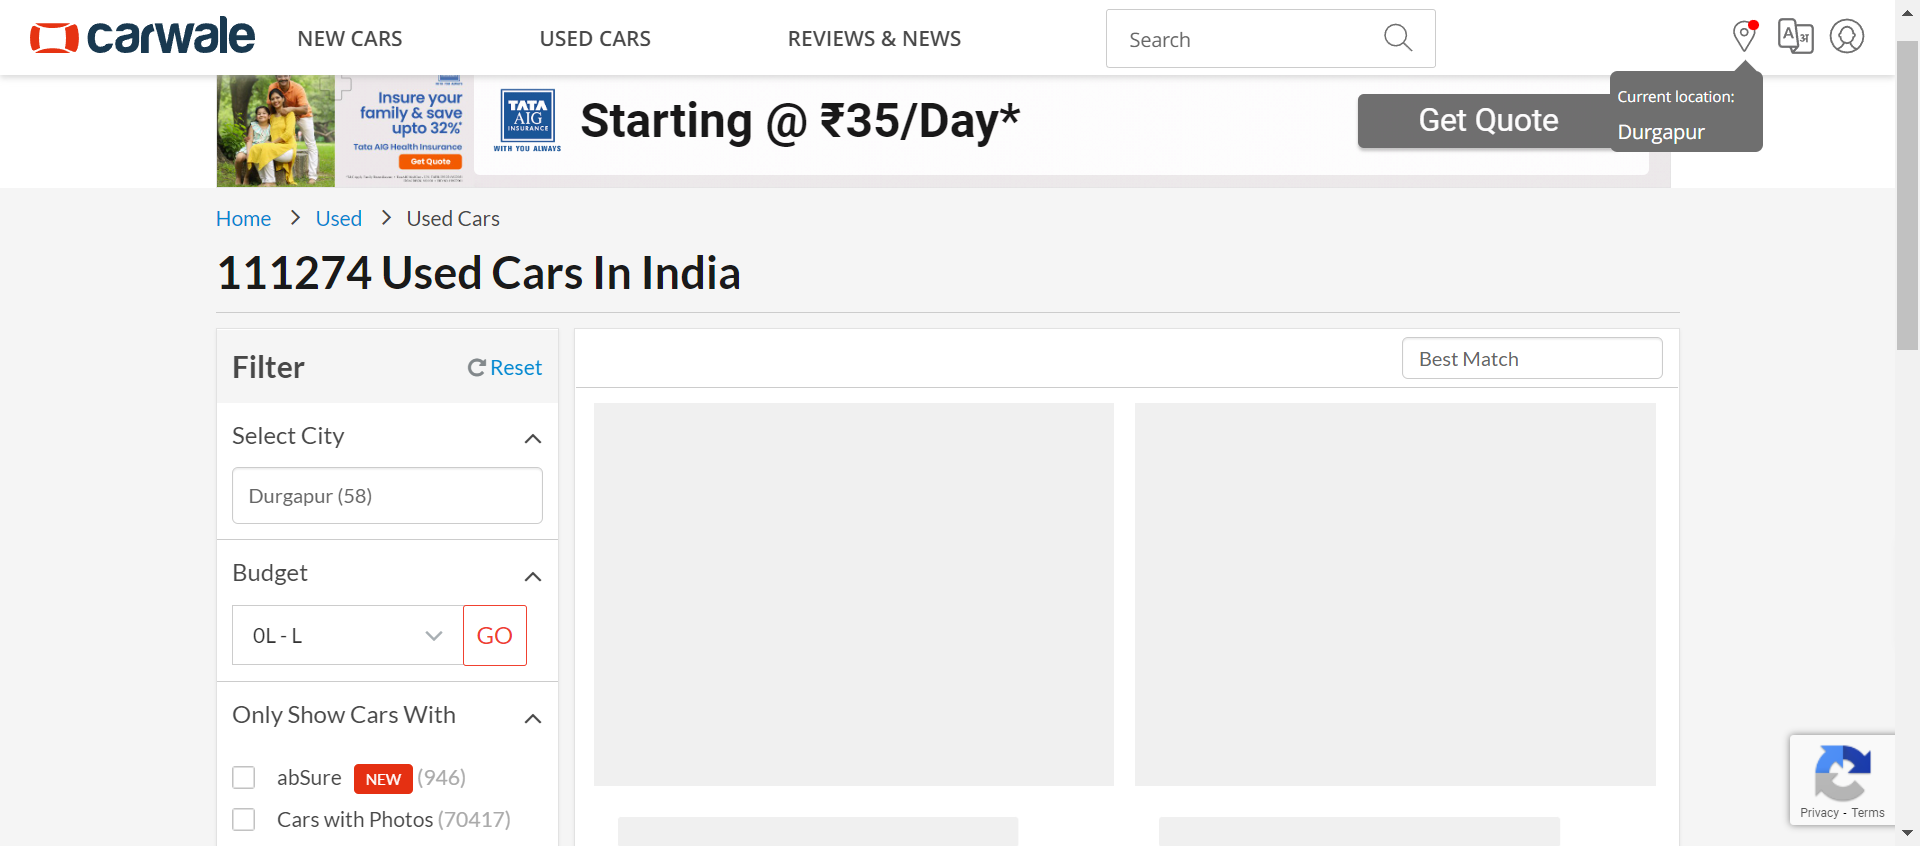 carwale
NEW CARS
USED CARS
REVIEWS & NEWS
Search
Current location:
Durgapur
Insure your
family & save
upto 32%*
Tata AIG Health Insurance
Get Quote
TATA
AIG
INSURANCE
WITH YOU ALWAYS
Starting @ ₹35/Day*
Get Quote
Home > Used > Used Cars
111274 Used Cars In India
Filter
Reset
Best Match
Select City
Durgapur (58)
Budget
0L - L
GO
Only Show Cars With
abSure NEW (946)
Cars with Photos (70417)
Privacy - Terms